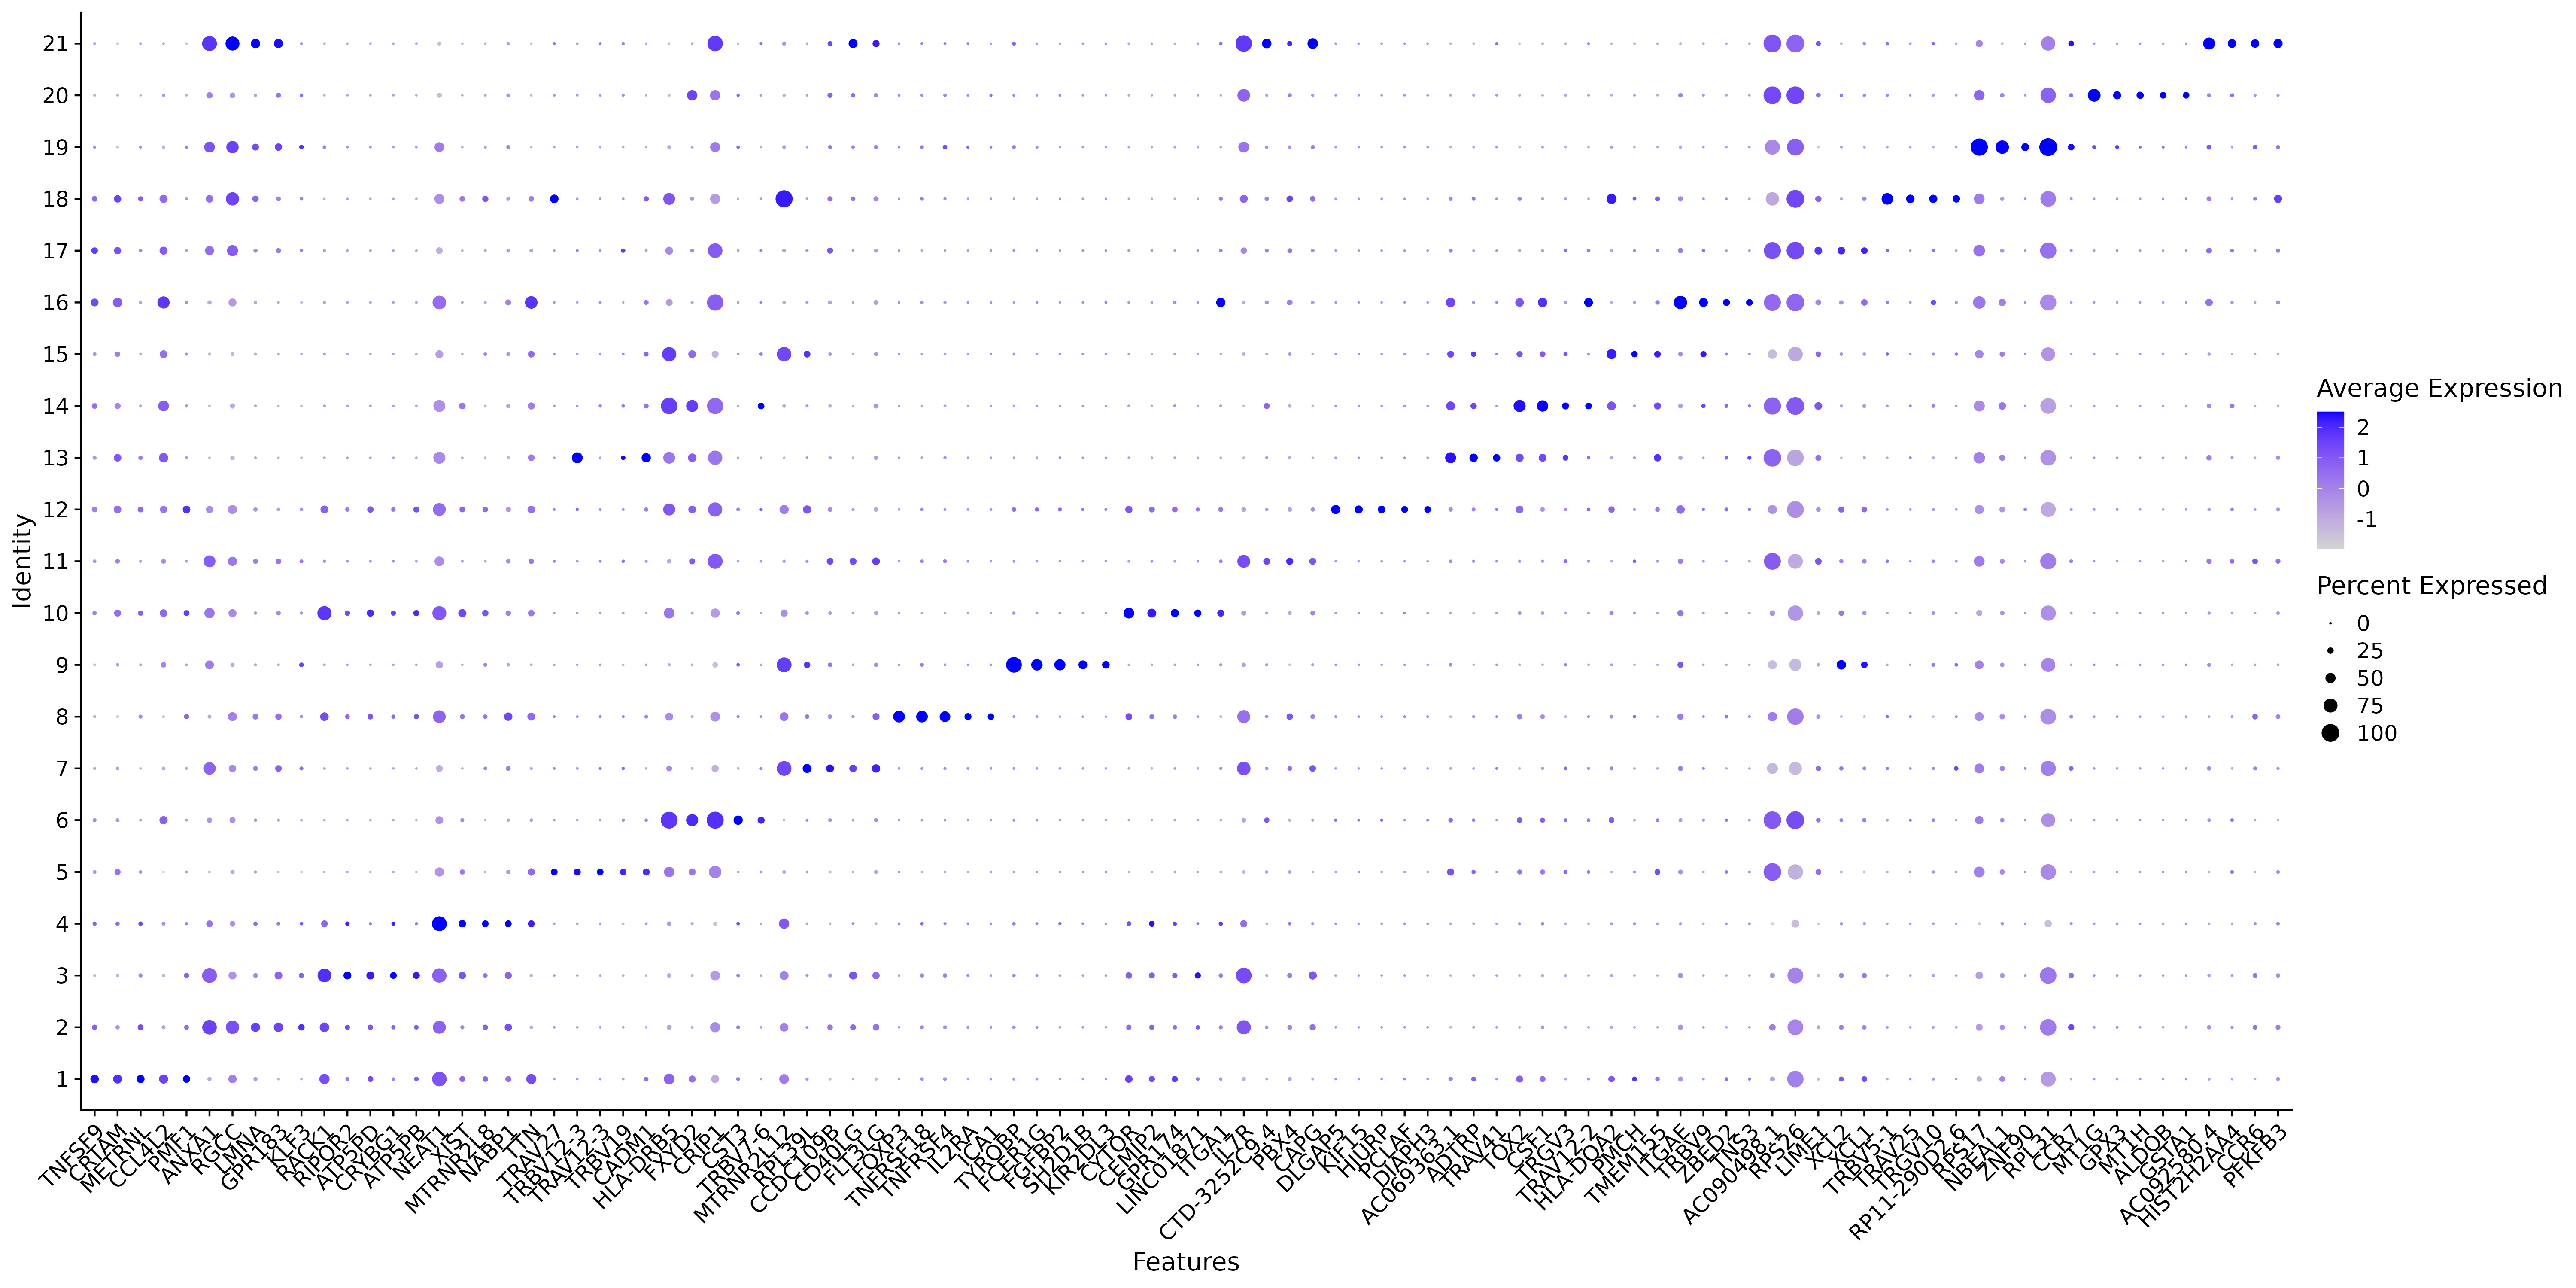 Identity
21
20
19
18
17
16
15
14
13
12
11
10
9
8
7
6
5
4
3
2
1
TNFSF9
CRTAM
METRNL
CCL4L2
PMF1
ANXA1
RGCC
LMNA
GPR183
KLF3
RACK1
RIPOR2
ATP5PD
CRYBG1
ATP5PB
NEAT1
XIST
MTRNR2L8
NABP1
TTN
TRAV27
TRBV12-3
TRAV12-3
TRBV19
CADM1
HLA-DRB5
FXYD2
CRIP1
CST3
TRBV7-6
MTRNR2L12
RPL39L
CCDC109B
CD40LG
FLT3LG
FOXP3
TNFRSF18
TNFRSF4
IL2RA
ICA1
TYROBP
FCER1G
FGFBP2
SH2D1B
KIR2DL3
CYTOR
CEMIP2
GPR174
LINC01871
ITGA1
IL7R
CTD-3252C9.4
PBX4
CAPG
DLGAP5
KIF15
HJURP
PCLAF
DIAPH3
AC069363.1
ADTRP
TRAV41
TOX2
CSF1
TRGV3
TRAV12-2
HLA-DQA2
PMCH
TMEM155
ITGAE
TRBV9
ZBED2
TNS3
AC090498.1
RPS26
LIME1
XCL2
XCL1
TRBV5-1
TRAV25
TRGV10
RP11-290D2.6
RPS17
NBEAL1
ZNF90
RPL31
CCR7
MT1G
GPX3
MT1H
ALDOB
GSTA1
AC092580.4
HIST2H2AA4
CCR6
PFKFB3
Features
Average Expression
2
1
0
-1
Percent Expressed
0
25
50
75
100